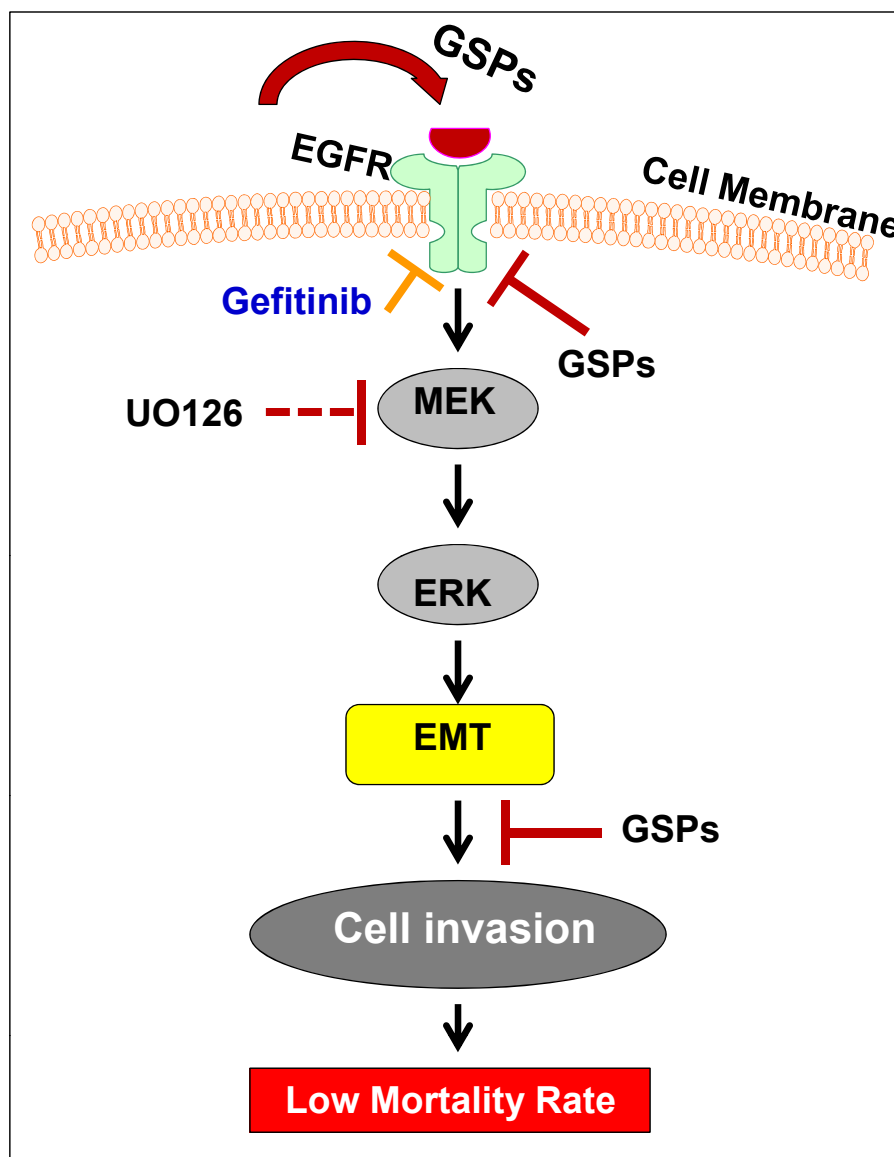 GSPs
EGFR
Cell Membrane
Gefitinib
GSPs
MEK
UO126
ERK
EMT
GSPs
Cell invasion
Low Mortality Rate